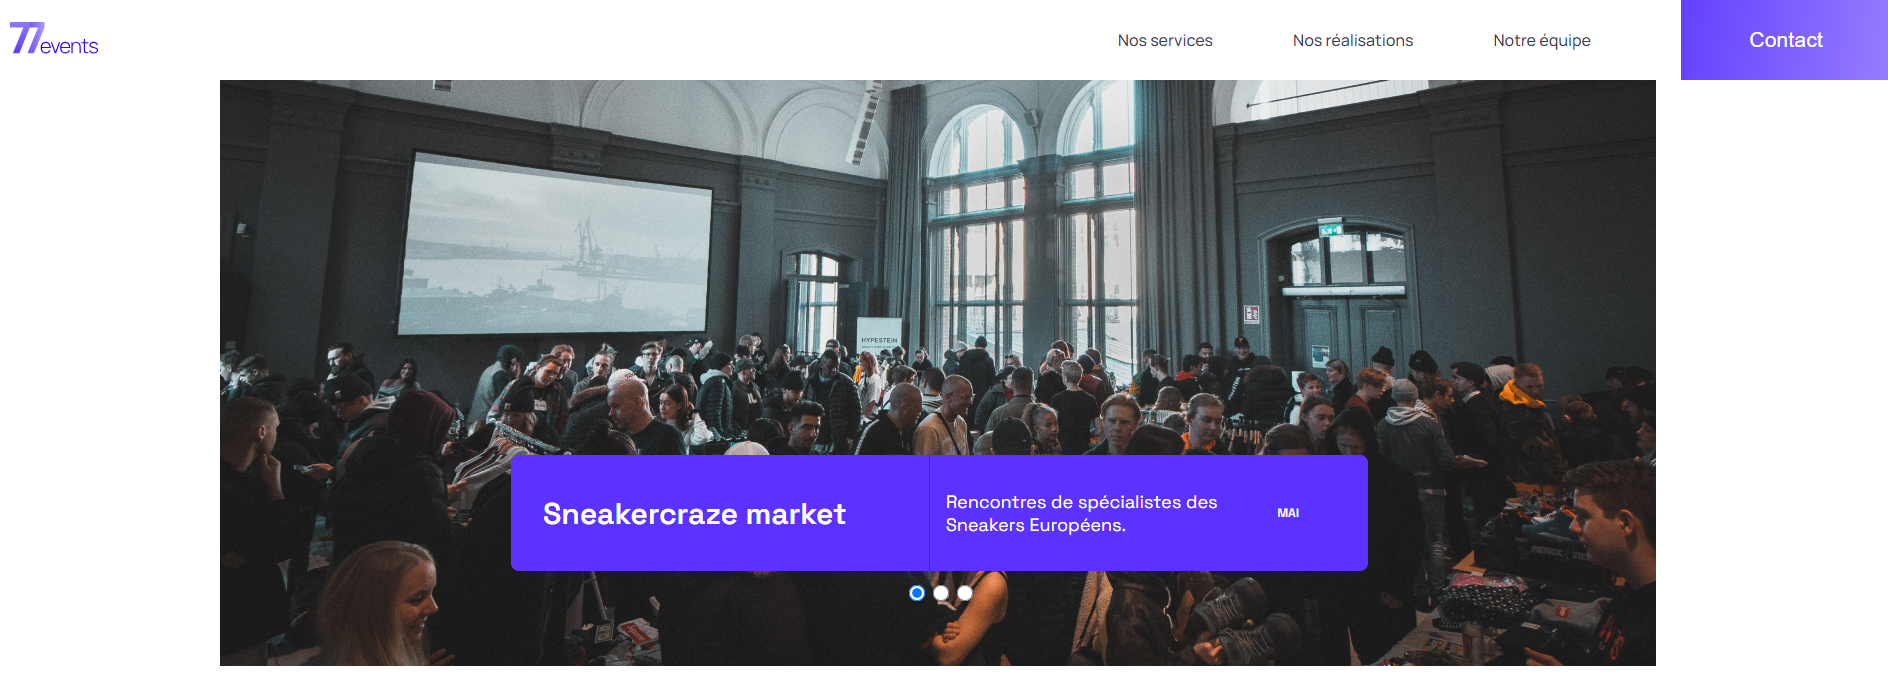 77events
Nos services
Nos réalisations
Notre équipe
Contact
HYPESTEIN
Sneakercraze market
Rencontres de spécialistes des
Sneakers Européens.
MAI